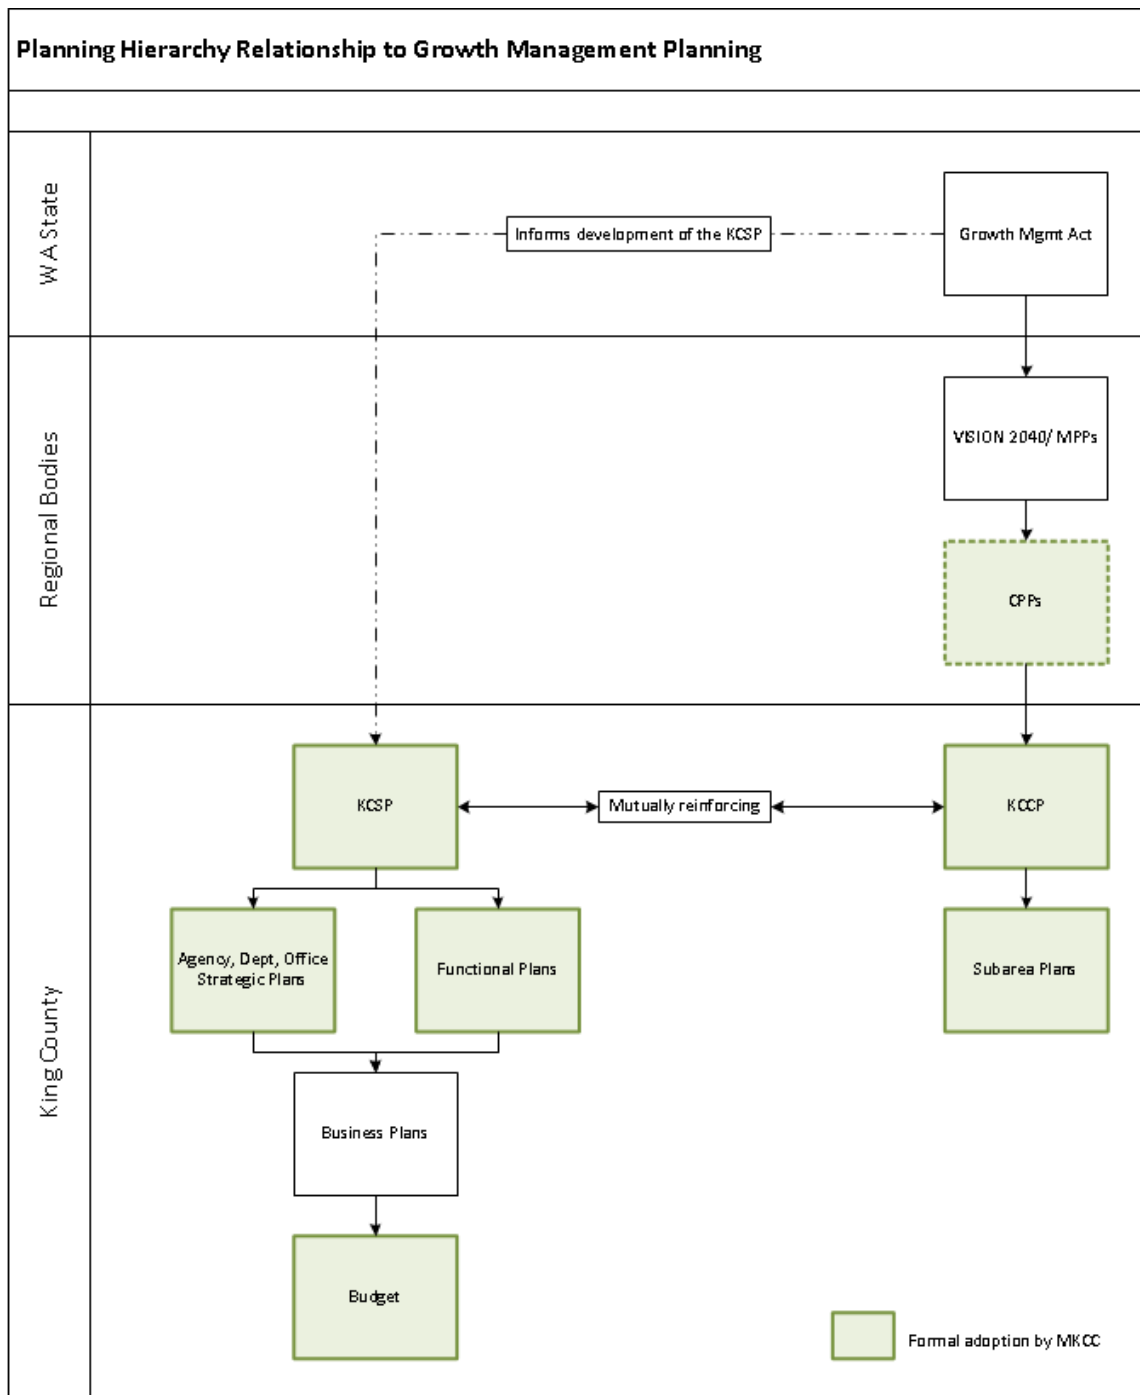 Planning Hierarchy Relationship to Growth Management Planning
WA State
Informs development of the KCSP
Growth Mgmt Act
Regional Bodies
VISION 2040/ MPPs
CPPs
King County
KCSP
Mutually reinforcing
KCCP
Agency, Dept, Office
Strategic Plans
Functional Plans
Subarea Plans
Business Plans
Budget
Formal adoption by MKCC